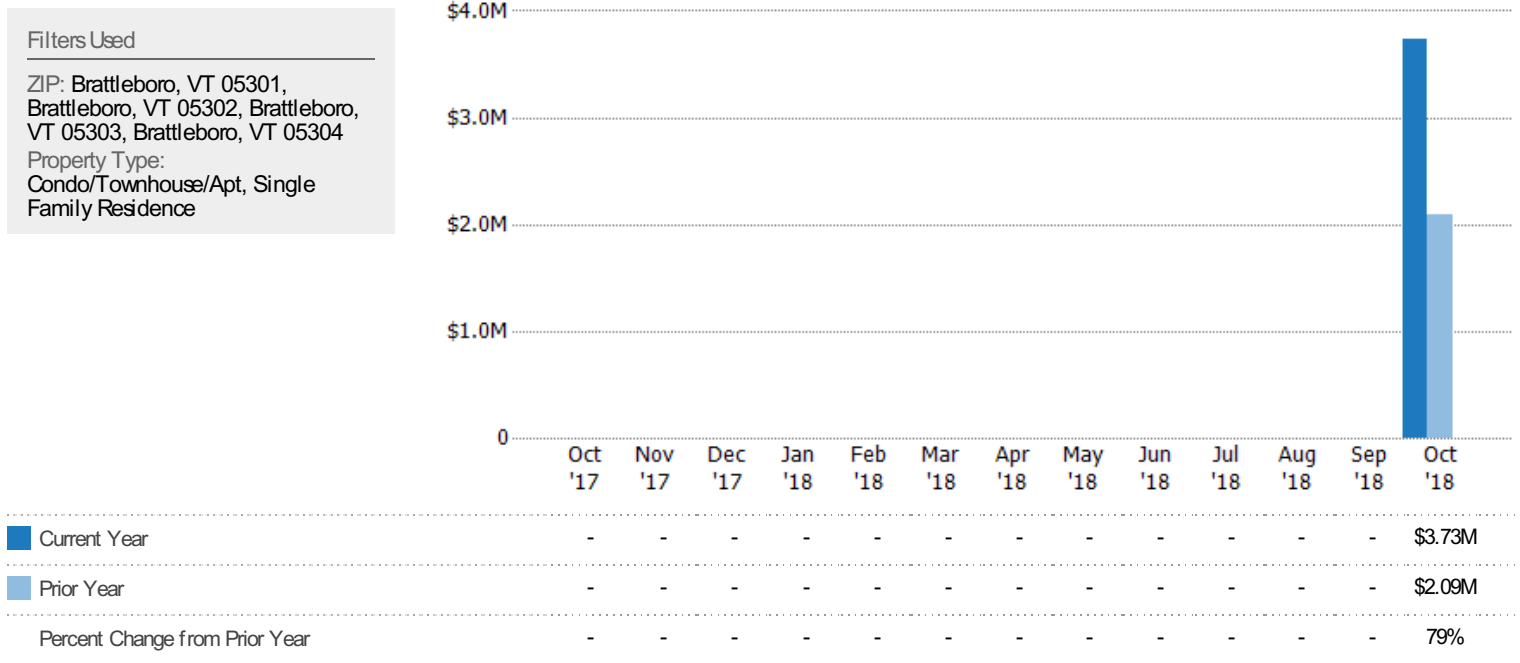 Filters Used
ZIP: Brattleboro, VT 05301,
Brattleboro, VT 05302, Brattleboro,
VT 05303, Brattleboro, VT 05304
Property Type:
Condo/Townhouse/Apt, Single
Family Residence
$4.0M
$3.0M
$2.0M
$1.0M
0
Oct Nov Dec Jan Feb Mar Apr May Jun Jul Aug Sep Oct
'17 '17 '17 '18 '18 '18 '18 '18 '18 '18 '18 '18 '18
Current Year - - - - - - - - - - - - $3.73M
Prior Year - - - - - - - - - - - - $2.09M
Percent Change from Prior Year - - - - - - - - - - - - 79%